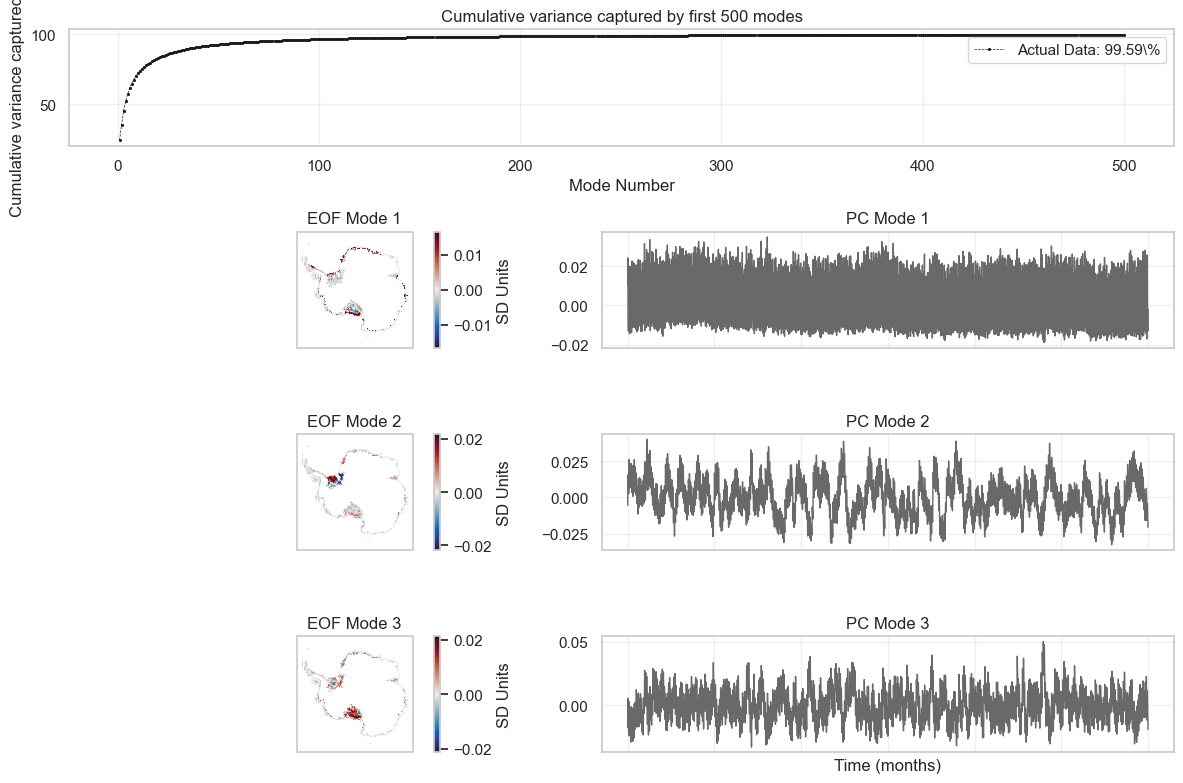 Cumulative variance captured by first 500 modes
Cumulative variance captured
100
50
Actual Data: 99.59\%
0
100
200
300
400
500
Mode Number
EOF Mode 1
0.01
0.00
−0.01
SD Units
PC Mode 1
0.02
0.00
−0.02
EOF Mode 2
0.02
0.00
−0.02
SD Units
PC Mode 2
0.025
0.000
−0.025
EOF Mode 3
0.02
0.00
−0.02
SD Units
PC Mode 3
0.05
0.00
Time (months)